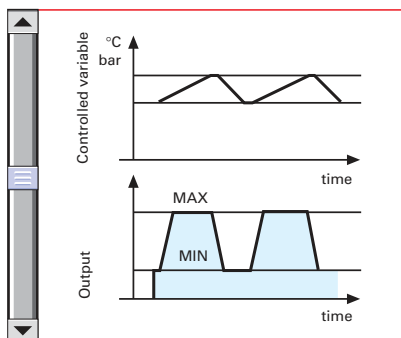 °C
bar
Controlled variable
time
MAX
MIN
Output
time